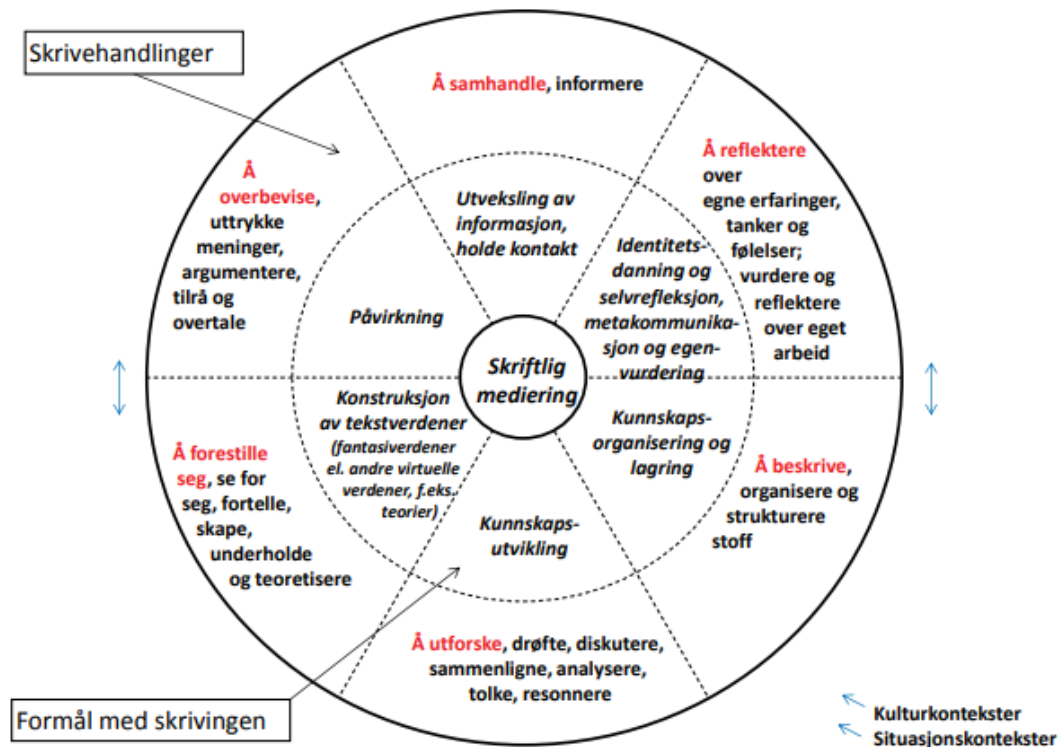 Skrivehandlinger
Å samhandle, informere
Å reflektere
over
egne erfaringer,
tanker og
følelser;
vurdere og
reflektere
over eget
arbeid
Å
overbevise,
uttrykke
meninger,
argumentere,
tilrå og
overtale
Utveksling av
informasjon,
holde kontakt
Identitets-
danning og
selvrefleksjon,
metakommunika-
sjon og egen-
vurdering
Påvirkning
Skriftlig
mediering
Konstruksjon
av tekstverdener
(fantasiverdener
el. andre virtuelle
verdener, f.eks.
teorier)
Kunnskaps-
organisering og
lagring
Å forestille
seg, se for
seg, fortelle,
skape,
underholde
og teoretisere
Å beskrive,
organisere og
strukturere
stoff
Kunnskaps-
utvikling
Å utforske, drøfte, diskutere,
sammenligne, analysere,
tolke, resonnere
Formål med skrivingen
Kulturkontekster
Situasjonskontekster